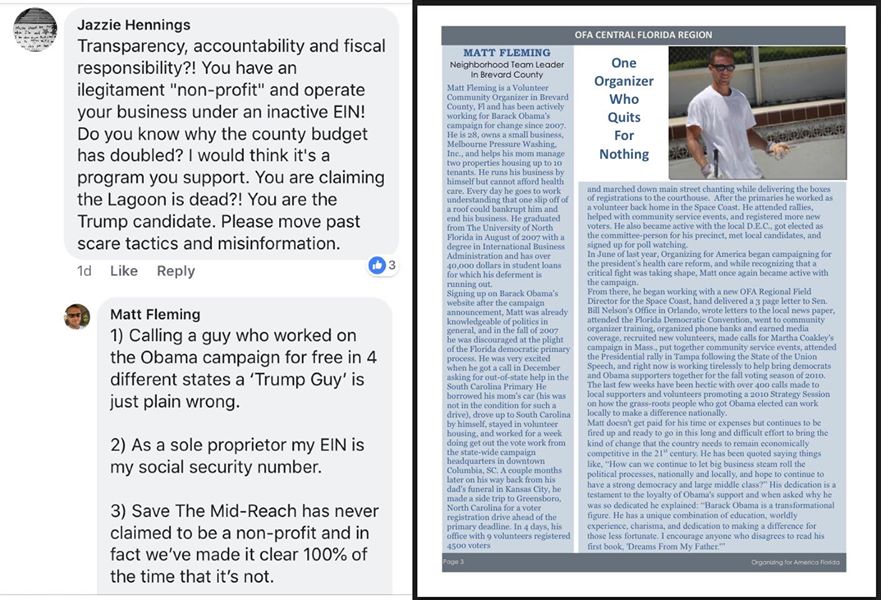 Jazzie Hennings
Transparency, accountability and fiscal
responsibility?! You have an
ilegitament "non-profit" and operate
your business under an inactive EIN!
Do you know why the county budget
has doubled? I would think it's a
program you support. You are claiming
the Lagoon is dead?! You are the
Trump candidate. Please move past
scare tactics and misinformation.
1d Like Reply
3
Matt Fleming
1) Calling a guy who worked on
the Obama campaign for free in 4
different states a ‘Trump Guy’ is
just plain wrong.
2) As a sole proprietor my EIN is
my social security number.
3) Save The Mid-Reach has never
claimed to be a non-profit and in
fact we’ve made it clear 100% of
the time that it’s not.
OFA CENTRAL FLORIDA REGION
MATT FLEMING
Neighborhood Team Leader
In Brevard County
Matt Fleming is a Volunteer
Community Organizer in Brevard
County, Fl and has been actively
working for Barack Obama's
campaign for change since 2007.
He is 28, owns a small business,
Melbourne Pressure Washing,
Inc., and helps his mom manage
two properties housing up to 10
tenants. He runs his business by
himself but cannot afford health
care. Every day he goes to work
understanding that one slip off of
a roof could bankrupt him and
end his business. He graduated
from The University of North
Florida in August of 2007 with a
degree in International Business
Administration and has over
40,000 dollars in student loans
for which his deferment is
running out.
Signing up on Barack Obama's
website after the campaign
announcement, Matt was already
knowledgeable of politics in
general, and in the fall of 2007
he was discouraged at the plight
of the Florida democratic primary
process. He was very excited
when he got a call in December
asking for out-of-state help in the
South Carolina Primary He
borrowed his mom's car (his was
not in the condition for such a
drive), drove up to South Carolina
by himself, stayed in volunteer
housing, and worked for a week
doing get out the vote work from
the state-wide campaign
headquarters in downtown
Columbia, SC. A couple months
later on his way back from his
dad's funeral in Kansas City, he
made a side trip to Greensboro,
North Carolina for a voter
registration drive ahead of the
primary deadline. In 4 days, his
office with 9 volunteers registered
4500 voters
One
Organizer
Who
Quits
For
Nothing
and marched down main street chanting while delivering the boxes
of registrations to the courthouse. After the primaries he worked as
a volunteer back home in the Space Coast. He attended rallies,
helped with community service events, and registered more new
voters. He also became active with the local D.E.C., got elected as
the committee-person for his precinct, met local candidates, and
signed up for poll watching.
In June of last year, Organizing for America began campaigning for
the president's health care reform, and while recognizing that a
critical fight was taking shape, Matt once again became active with
the campaign.
From there, he began working with a new OFA Regional Field
Director for the Space Coast, hand delivered a 3 page letter to Sen.
Bill Nelson's Office in Orlando, wrote letters to the local news paper,
attended the Florida Democratic Convention, went to community
organizer training, organized phone banks and earned media
coverage, recruited new volunteers, made calls for Martha Coakley's
campaign in Mass., put together community service events, attended
the Presidential rally in Tampa following the State of the Union
Speech, and right now is working tirelessly to help bring democrats
and Obama supporters together for the fall voting season of 2010.
The last few weeks have been hectic with over 400 calls made to
local supporters and volunteers promoting a 2010 Strategy Session
on how the grass-roots people who got Obama elected can work
locally to make a difference nationally.
Matt doesn't get paid for his time or expenses but continues to be
fired up and ready to go in this long and difficult effort to bring the
kind of change that the county needs to remain economically
competitive in the 21st century. He has been quoted saying things
like, "How can we continue to let big business steam roll the
political processes, nationally and locally, and hope to continue to
have a strong democracy and large middle class?" His dedication is a
testament to the loyalty of Obama's support and when asked why he
was so dedicated he explained: "Barack Obama is a transformational
figure. He has a unique combination of education, worldly
experience, charisma, and dedication to making a difference for
those less fortunate. I encourage anyone who disagrees to read his
first book, 'Dreams From My Father.'"
Page 3
Organizing for America Florida